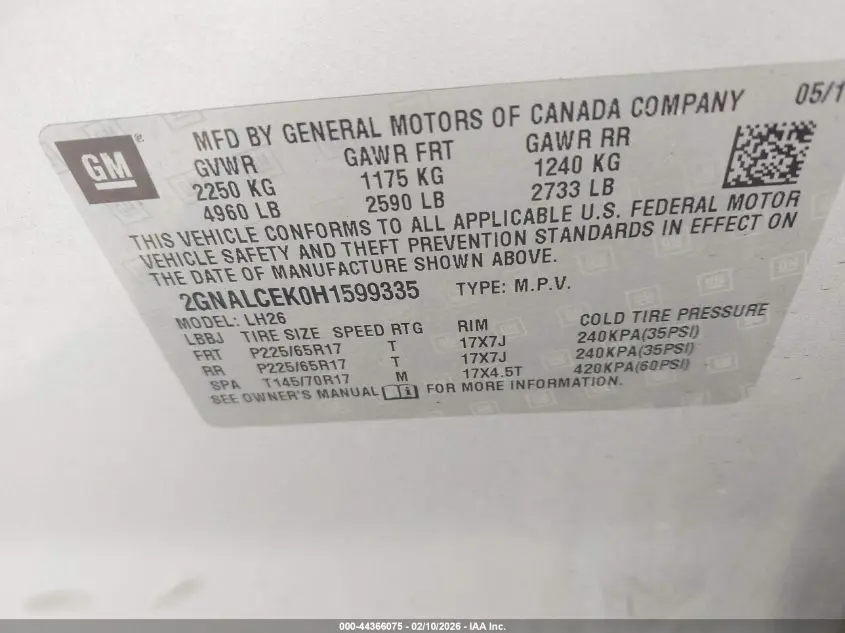 GM
MFD BY GENERAL MOTORS OF CANADA COMPANY 05/1
GVWR GAWR FRT GAWR RR
2250 KG 1175 KG 1240 KG
4960 LB 2590 LB 2733 LB
THIS VEHICLE CONFORMS TO ALL APPLICABLE U.S. FEDERAL MOTOR
VEHICLE SAFETY AND THEFT PREVENTION STANDARDS IN EFFECT ON
THE DATE OF MANUFACTURE SHOWN ABOVE.
2GNALCEK0H1599335 TYPE: M.P.V.
MODEL: LH26
LBBJ TIRE SIZE SPEED RTG RIM COLD TIRE PRESSURE
FRT P225/65R17 T 17X7J 240KPA(35PSI)
RR P225/65R17 T 17X7J 240KPA(35PSI)
SPA T145/70R17 M 17X4.5T 420KPA(60PSI)
SEE OWNER'S MANUAL FOR MORE INFORMATION.
000-44366075 - 02/10/2026 - IAA Inc.